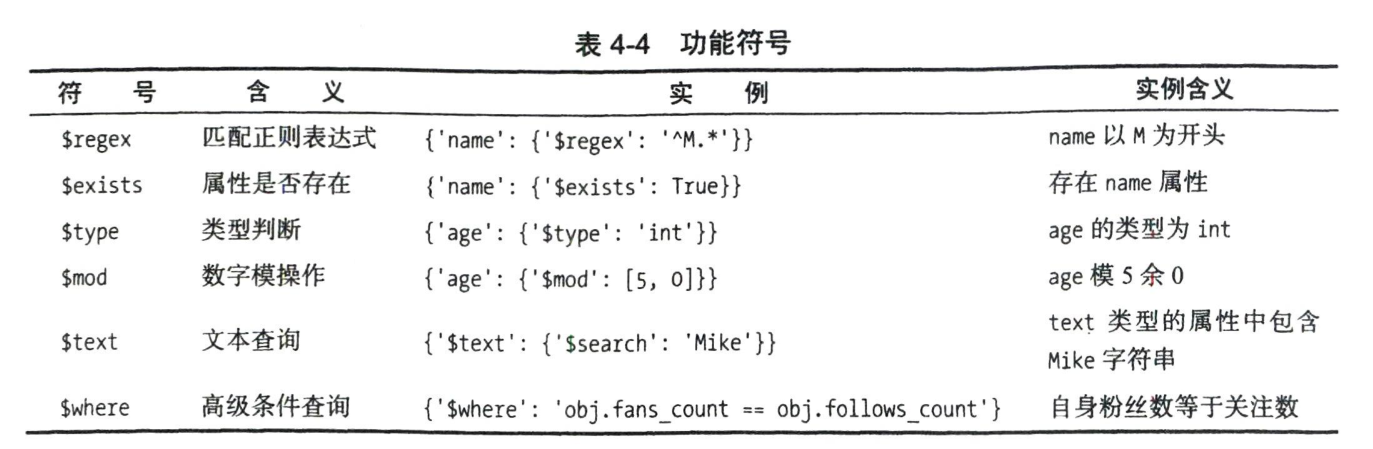 表 4-4 功能符号
符 号 含 义 实 例 实例含义
$regex 匹配正则表达式 {'name': {'$regex': '^M.*'}} name 以 M 为开头
$exists 属性是否存在 {'name': {'$exists': True}} 存在 name 属性
$type 类型判断 {'age': {'$type': 'int'}} age 的类型为 int
$mod 数字模操作 {'age': {'$mod': [5, 0]}} age 模 5 余 0
$text 文本查询 {'$text': {'$search': 'Mike'}} text 类型的属性中包含
Mike 字符串
$where 高级条件查询 {'$where': 'obj.fans_count == obj.follows_count'} 自身粉丝数等于关注数